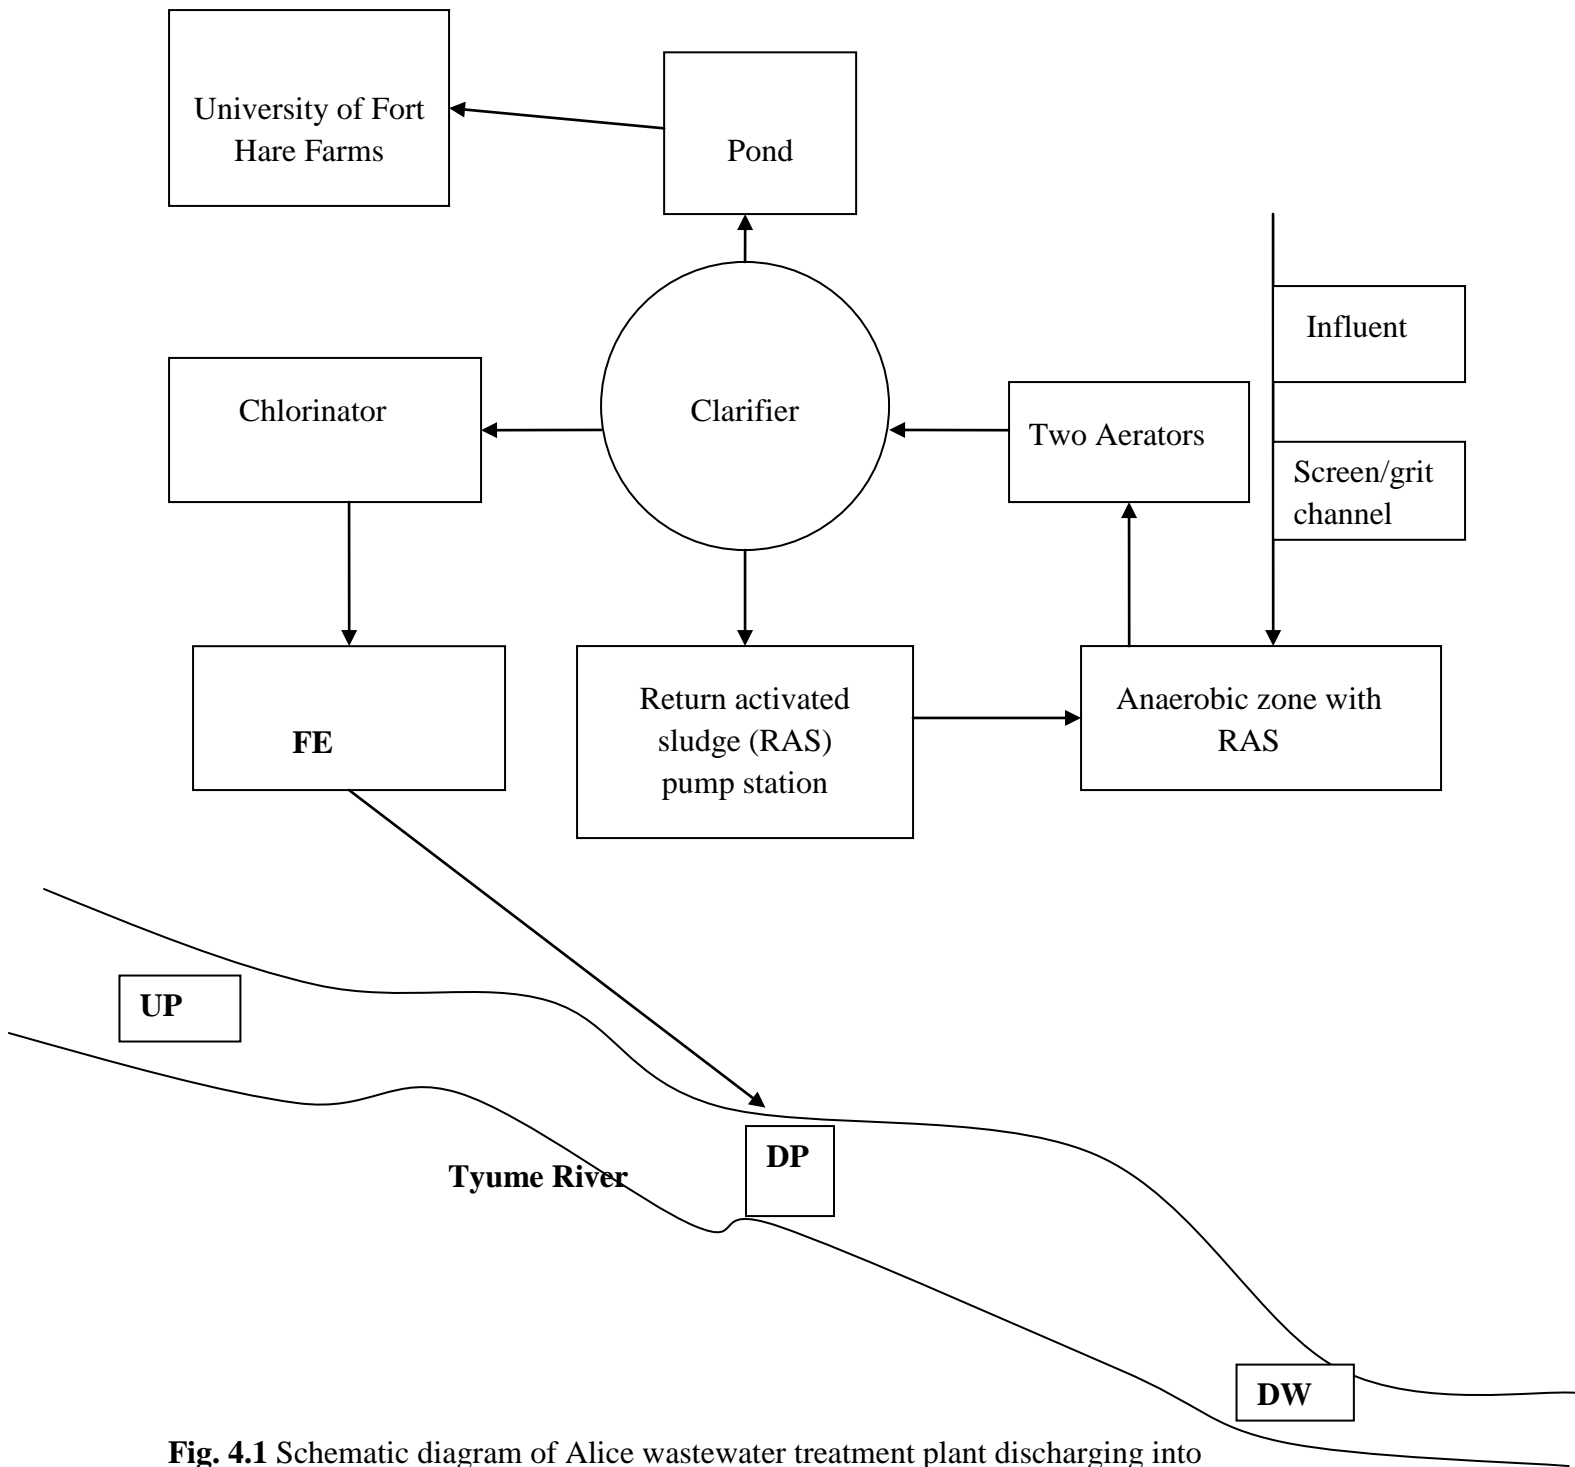 University of Fort
Hare Farms
Pond
Influent
Chlorinator
Clarifier
Two Aerators
Screen/grit
channel
FE
Return activated
sludge (RAS)
pump station
Anaerobic zone with
RAS
UP
DP
Tyume River
DW
Fig. 4.1 Schematic diagram of Alice wastewater treatment plant discharging into